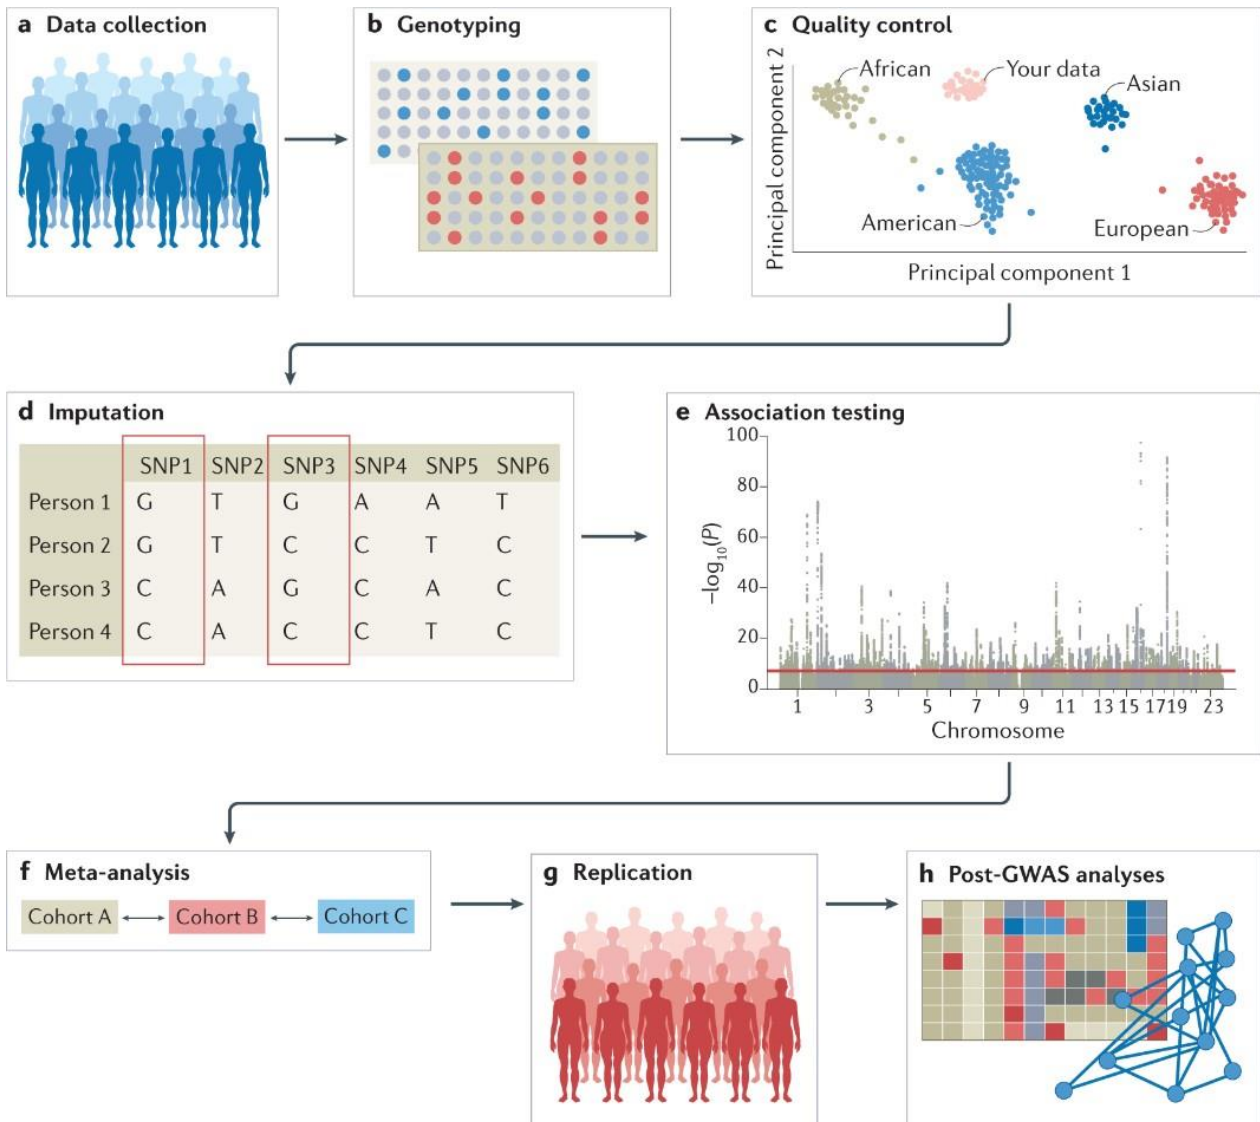 a Data collection
b Genotyping
c Quality control
Principal component 2
African
Your data
Asian
American
European
Principal component 1
d Imputation
SNP1 SNP2 SNP3 SNP4 SNP5 SNP6
Person 1 G T G A A T
Person 2 G T C C T C
Person 3 C A G C A C
Person 4 C A C C T C
e Association testing
100
80
60
40
20
0
–log10(P)
1 3 5 7 9 11 13 15 17 19 23
Chromosome
f Meta-analysis
Cohort A Cohort B Cohort C
g Replication
h Post-GWAS analyses